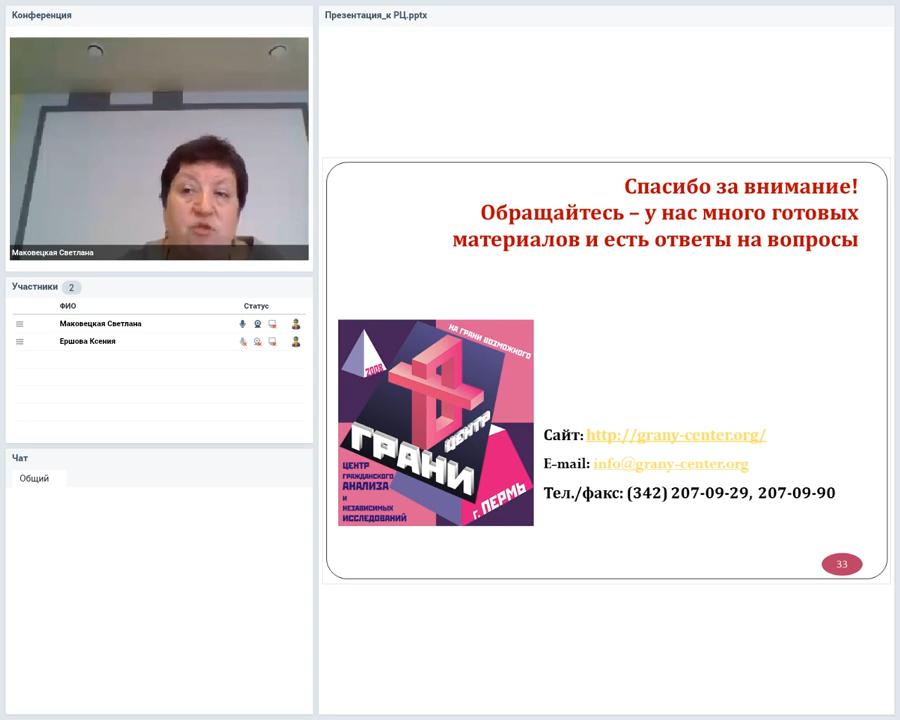 Конференция
Маковецкая Светлана
Участники 2
ФИО Статус
Маковецкая Светлана
Ершова Ксения
Чат
Общий
Презентация_к РЦ.pptx
Спасибо за внимание!
Обращайтесь – у нас много готовых
материалов и есть ответы на вопросы
НА ГРАНИ ВОЗМОЖНОГО
2008
ЦЕНТР
ГРАНИ
ЦЕНТР
ГРАЖДАНСКОГО
АНАЛИЗА
И
НЕЗАВИСИМЫХ
ИССЛЕДОВАНИЙ
Г. ПЕРМЬ
Сайт: http://grany-center.org/
E-mail: info@grany-center.org
Тел./факс: (342) 207-09-29, 207-09-90
33